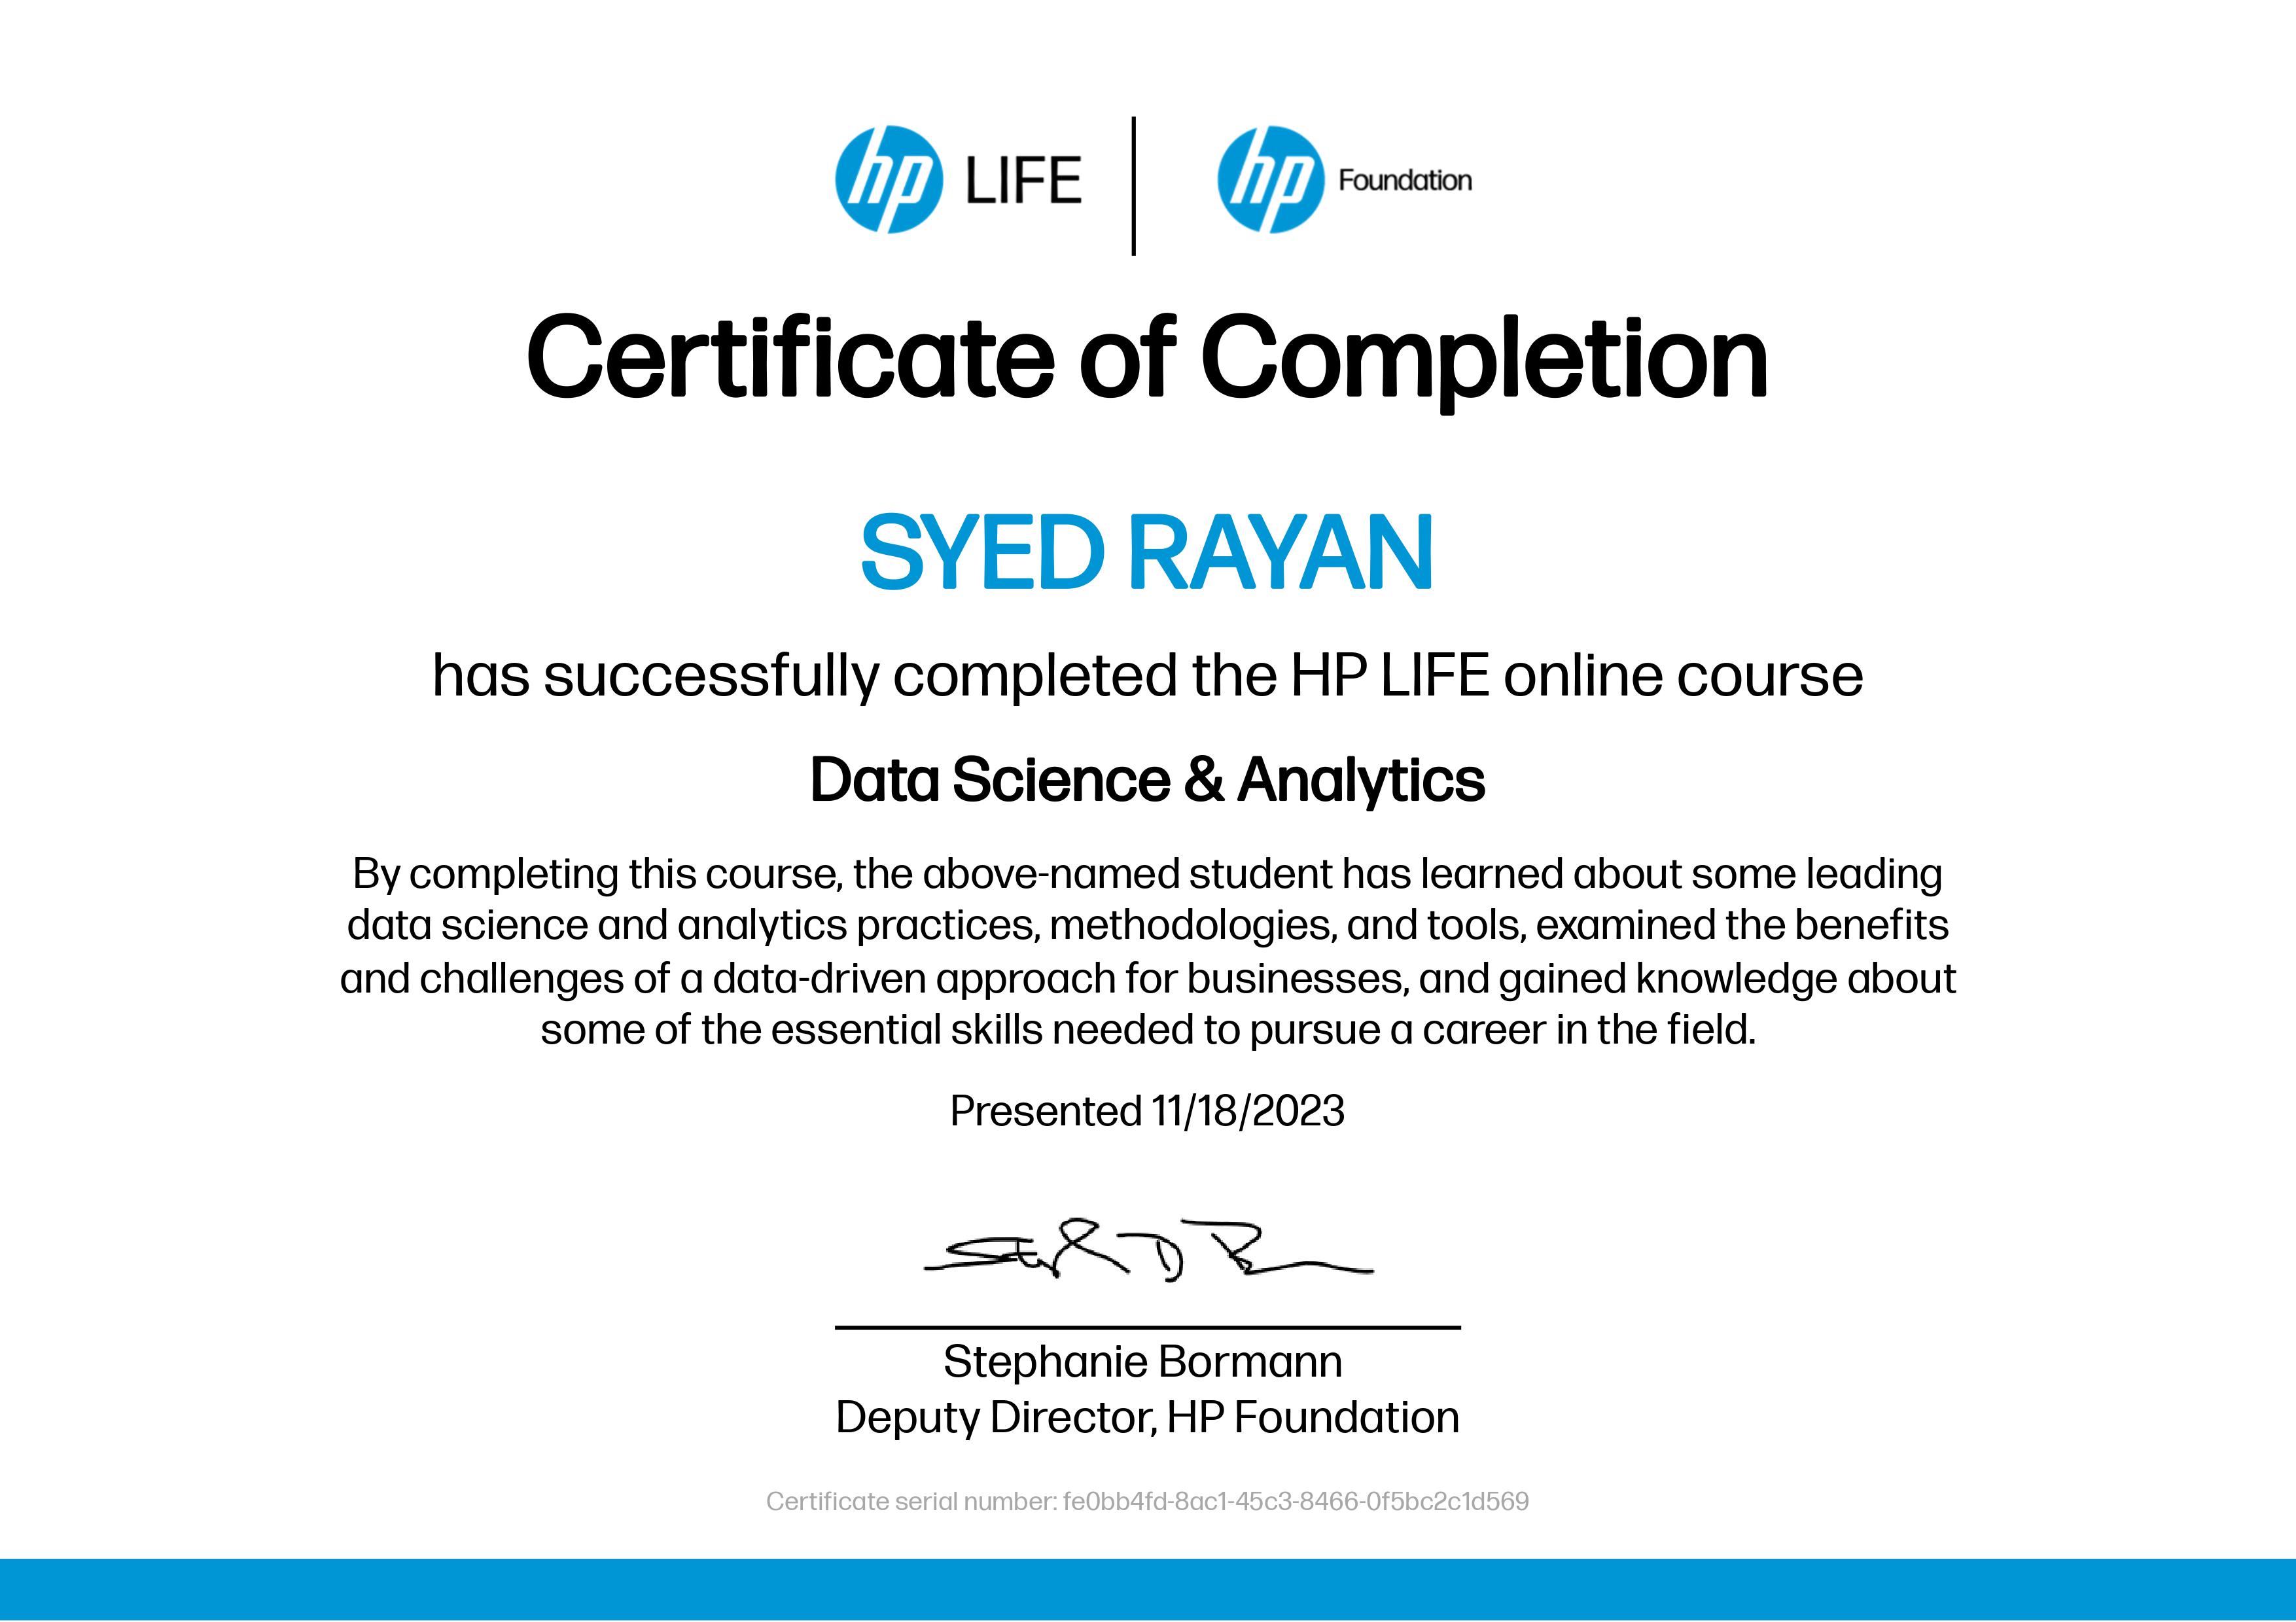 hp LIFE | hp Foundation
Certificate of Completion
SYED RAYAN
has successfully completed the HP LIFE online course
Data Science & Analytics
By completing this course, the above-named student has learned about some leading
data science and analytics practices, methodologies, and tools, examined the benefits
and challenges of a data-driven approach for businesses, and gained knowledge about
some of the essential skills needed to pursue a career in the field.
Presented 11/18/2023
Stephanie Bormann
Deputy Director, HP Foundation
Certificate serial number: fe0bb4fd-8ac1-45c3-8466-0f5bc2c1d569